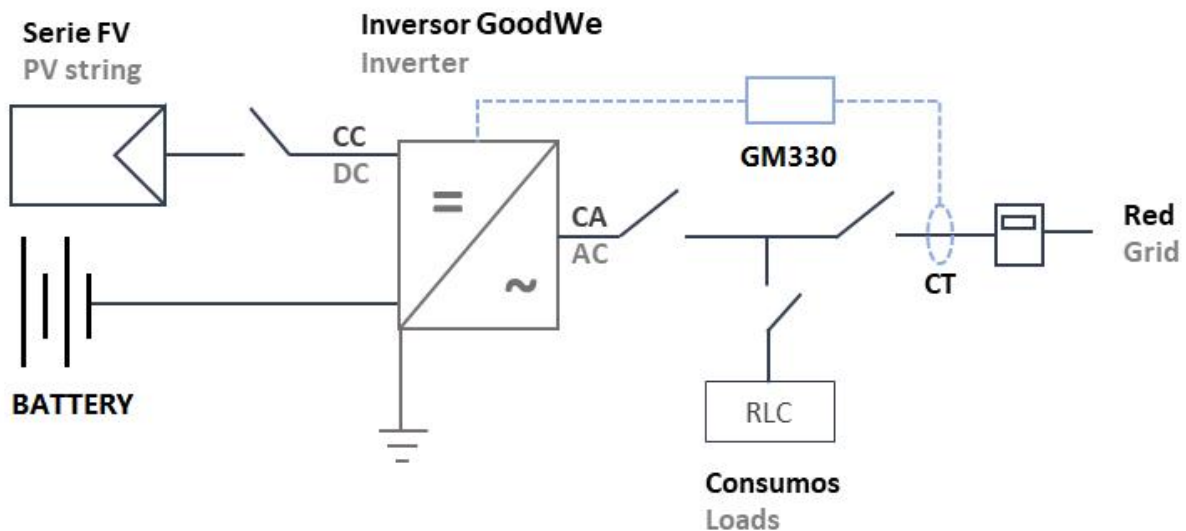 Serie FV
PV string
Inversor GoodWe
Inverter
CC
DC
=
~
CA
AC
GM330
CT
Red
Grid
BATTERY
RLC
Consumos
Loads